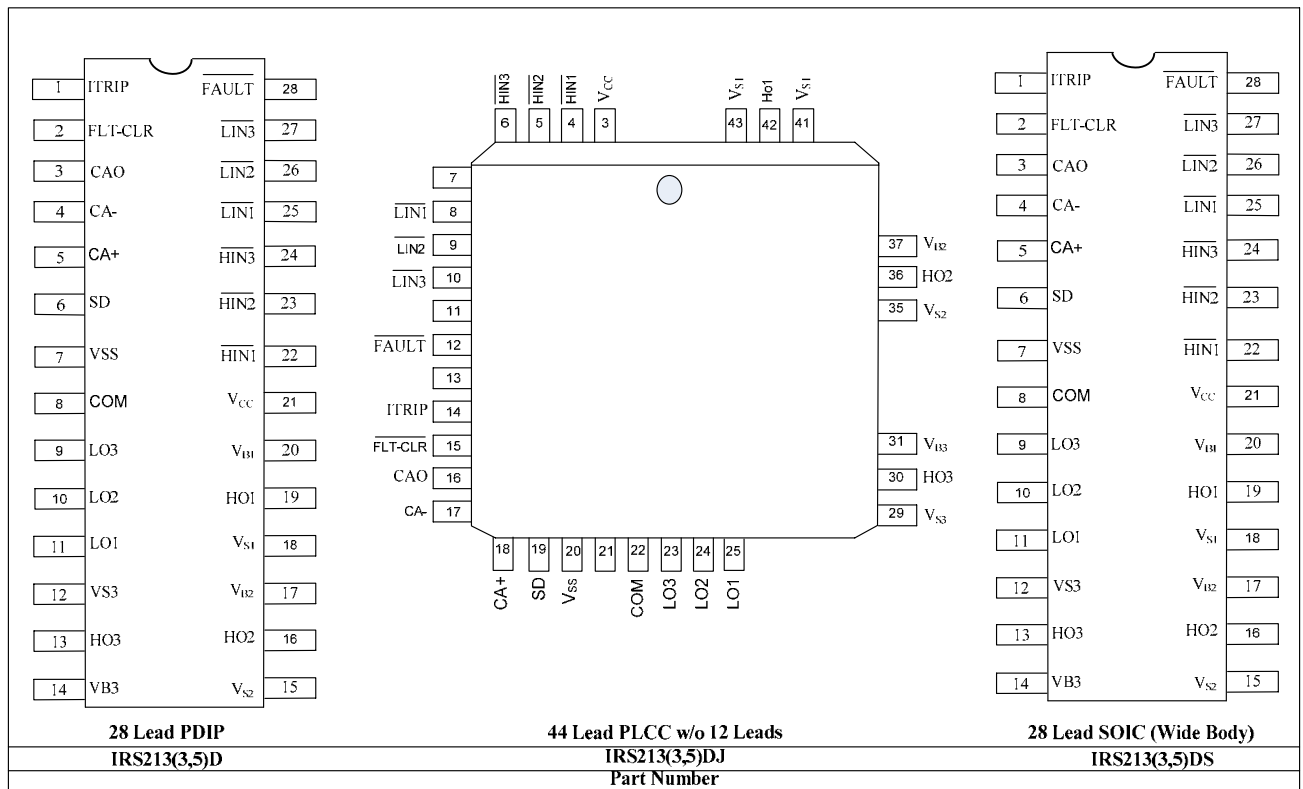 1 ITRIP FAULT 28
2 FLT-CLR LIN3 27
3 CAO LIN2 26
4 CA- LIN1 25
5 CA+ HIN3 24
6 SD HIN2 23
7 VSS HIN1 22
8 COM VCC 21
9 LO3 VB1 20
10 LO2 HO1 19
11 LO1 VS1 18
12 VS3 VB2 17
13 HO3 HO2 16
14 VB3 VS2 15
28 Lead PDIP
IRS213(3,5)D
HIN3 HIN2 HIN1 VCC VS1 Ho1 VS1
6 5 4 3 43 42 41
7
LIN1 8
LIN2 9
LIN3 10
11
FAULT 12
13
ITRIP 14
FLT-CLR 15
CAO 16
CA- 17
37 VB2
36 HO2
35 VS2
31 VB3
30 HO3
29 VS3
18 19 20 21 22 23 24 25
CA+ SD VSS COM LO3 LO2 LO1
44 Lead PLCC w/o 12 Leads
IRS213(3,5)DJ
Part Number
1 ITRIP FAULT 28
2 FLT-CLR LIN3 27
3 CAO LIN2 26
4 CA- LIN1 25
5 CA+ HIN3 24
6 SD HIN2 23
7 VSS HIN1 22
8 COM VCC 21
9 LO3 VB1 20
10 LO2 HO1 19
11 LO1 VS1 18
12 VS3 VB2 17
13 HO3 HO2 16
14 VB3 VS2 15
28 Lead SOIC (Wide Body)
IRS213(3,5)DS